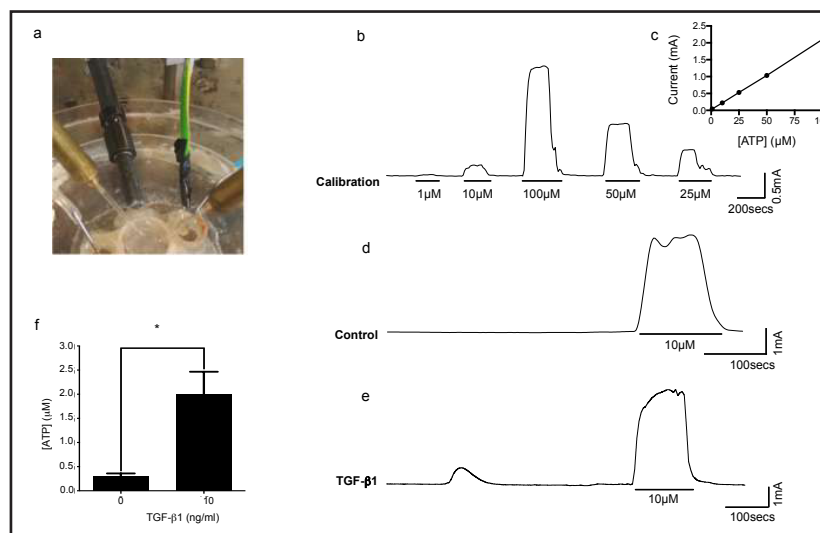 a
b
c
Current (mA)
2.5
2.0
1.5
1.0
0.5
0.0
0 25 50 75 100
[ATP] (µM)
Calibration
1µM 10µM 100µM 50µM 25µM
0.5mA
200secs
d
Control
10µM
1mA
100secs
e
TGF-β1
10µM
1mA
100secs
f
*
[ATP] (µM)
3.0
2.5
2.0
1.5
1.0
0.5
0.0
0 10
TGF-β1 (ng/ml)